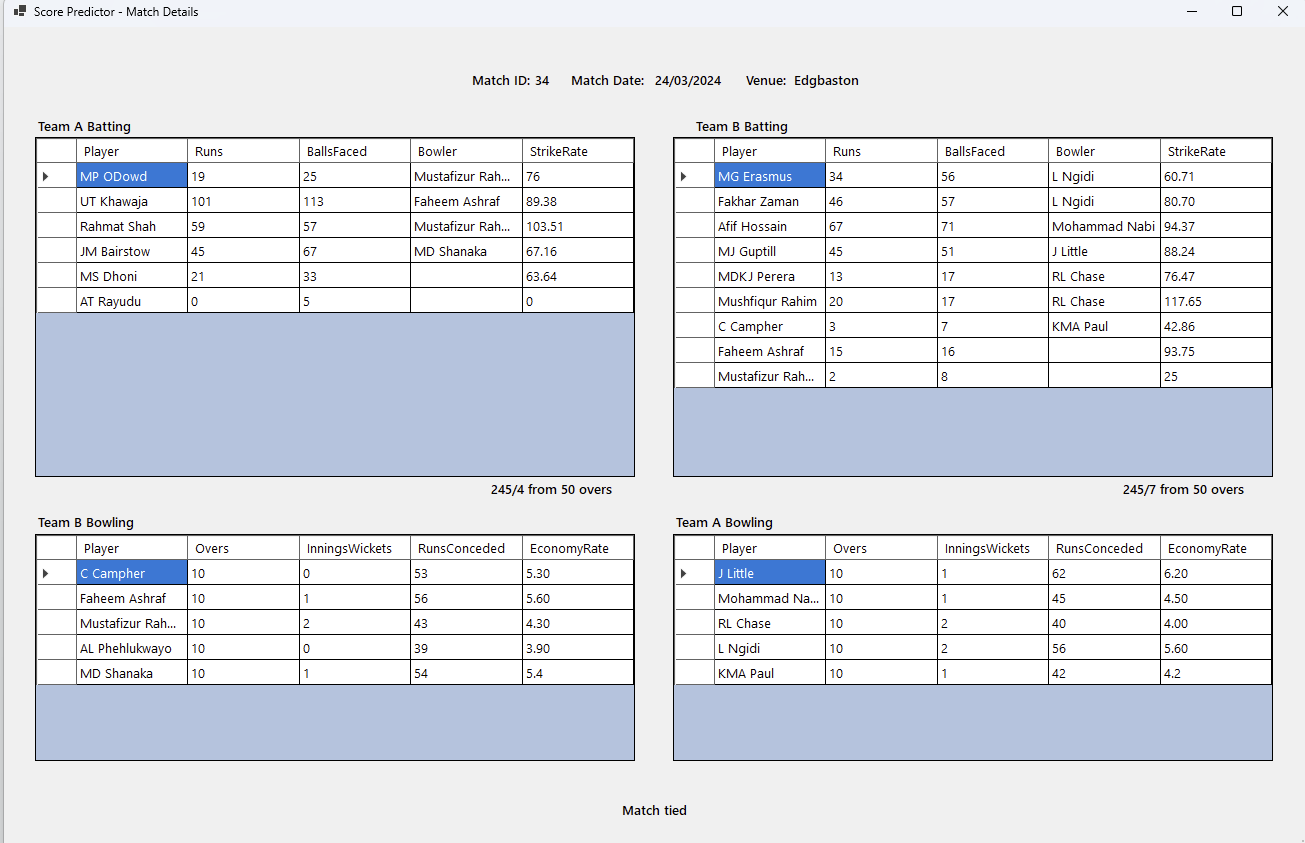 Score Predictor - Match Details
Match ID: 34 Match Date: 24/03/2024 Venue: Edgbaston
Team A Batting
Player Runs BallsFaced Bowler StrikeRate
MP ODowd 19 25 Mustafizur Rah... 76
UT Khawaja 101 113 Faheem Ashraf 89.38
Rahmat Shah 59 57 Mustafizur Rah... 103.51
JM Bairstow 45 67 MD Shanaka 67.16
MS Dhoni 21 33 63.64
AT Rayudu 0 5 0
245/4 from 50 overs
Team B Batting
Player Runs BallsFaced Bowler StrikeRate
MG Erasmus 34 56 L Ngidi 60.71
Fakhar Zaman 46 57 L Ngidi 80.70
Afif Hossain 67 71 Mohammad Nabi 94.37
MJ Guptill 45 51 J Little 88.24
MDKJ Perera 13 17 RL Chase 76.47
Mushfiqur Rahim 20 17 RL Chase 117.65
C Campher 3 7 KMA Paul 42.86
Faheem Ashraf 15 16 93.75
Mustafizur Rah... 2 8 25
245/7 from 50 overs
Team B Bowling
Player Overs InningsWickets RunsConceded EconomyRate
C Campher 10 0 53 5.30
Faheem Ashraf 10 1 56 5.60
Mustafizur Rah... 10 2 43 4.30
AL Phehlukwayo 10 0 39 3.90
MD Shanaka 10 1 54 5.4
Team A Bowling
Player Overs InningsWickets RunsConceded EconomyRate
J Little 10 1 62 6.20
Mohammad Na... 10 1 45 4.50
RL Chase 10 2 40 4.00
L Ngidi 10 2 56 5.60
KMA Paul 10 1 42 4.2
Match tied